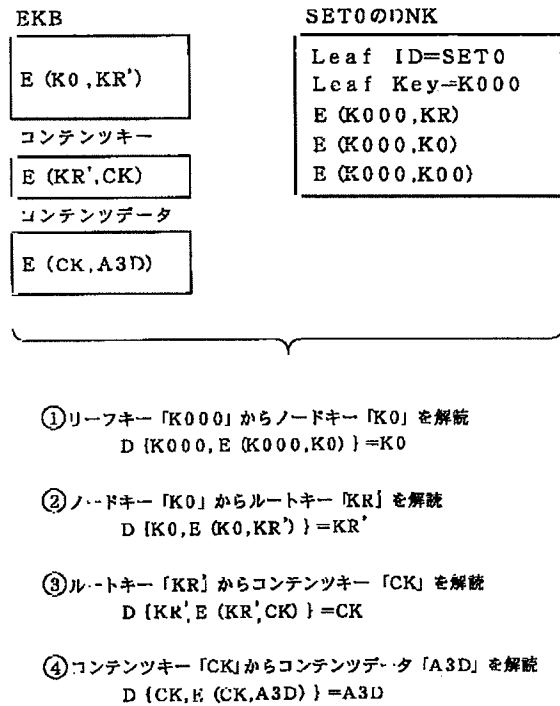 EKB
E (K0,KR')
コンテンツキー
E (KR',CK)
コンテンツデータ
E (CK,A3D)
SET0のDNK
Leaf ID=SET0
Leaf Key=K000
E (K000,KR)
E (K000,K0)
E (K000,K00)
①リーフキー「K000」からノードキー「K0」を解読
D {K000,E (K000,K0) } =K0
②ノードキー「K0」からルートキー「KR'」を解読
D {K0,E (K0,KR') } =KR'
③ルートキー「KR'」からコンテンツキー「CK」を解読
D {KR',E (KR',CK) } =CK
④コンテンツキー「CK」からコンテンツデータ「A3D」を解読
D {CK,E (CK,A3D) } =A3D